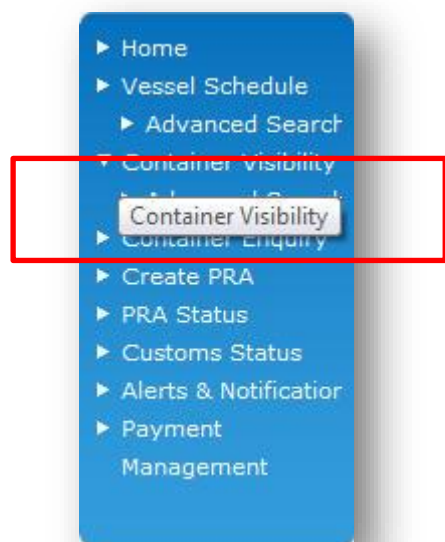 Home
Vessel Schedule
Advanced Search
Container Visibility
Container Visibility
Container Enquiry
Create PRA
PRA Status
Customs Status
Alerts & Notification
Payment
Management